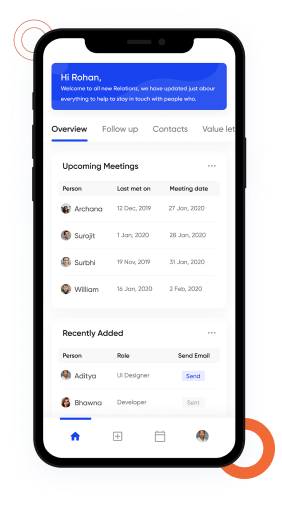 Hi Rohan,
Welcome to all new Relationz, we have updated just abour
everything to help to stay in touch with people who.
Overview Follow up Contacts Value let
Upcoming Meetings
Person Last met on Meeting date
Archana 12 Dec, 2019 27 Jan, 2020
Surojit 1 Jan, 2020 28 Jan, 2020
Surbhi 19 Nov, 2019 31 Jan, 2020
William 16 Jan, 2020 2 Feb, 2020
Recently Added
Person Role Send Email
Aditya UI Designer Send
Bhawna Developer Sent